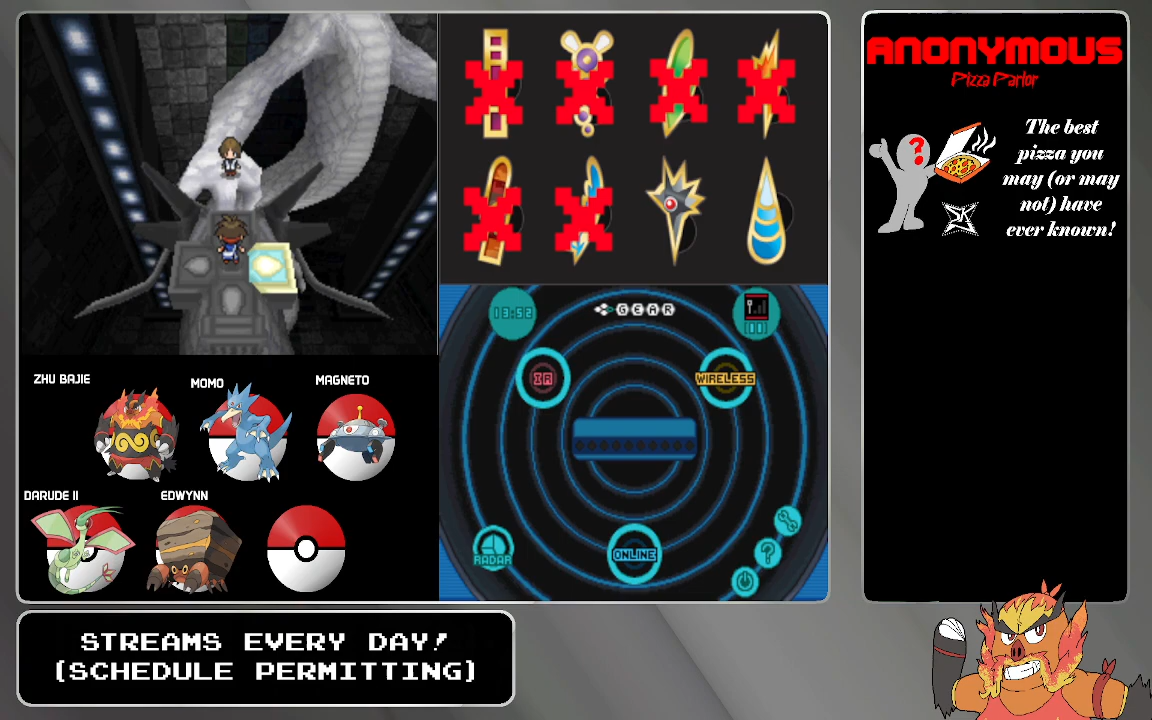 ZHU BAJIE
MOMO
MAGNETO
DARUDE II
EDWYNN
13:52
GEAR
IR
WIRELESS
RADAR
ONLINE
?
STREAMS EVERY DAY!
(SCHEDULE PERMITTING)
ANONYMOUS
Pizza Parlor
?
SK
The best
pizza you
may (or may
not) have
ever known!